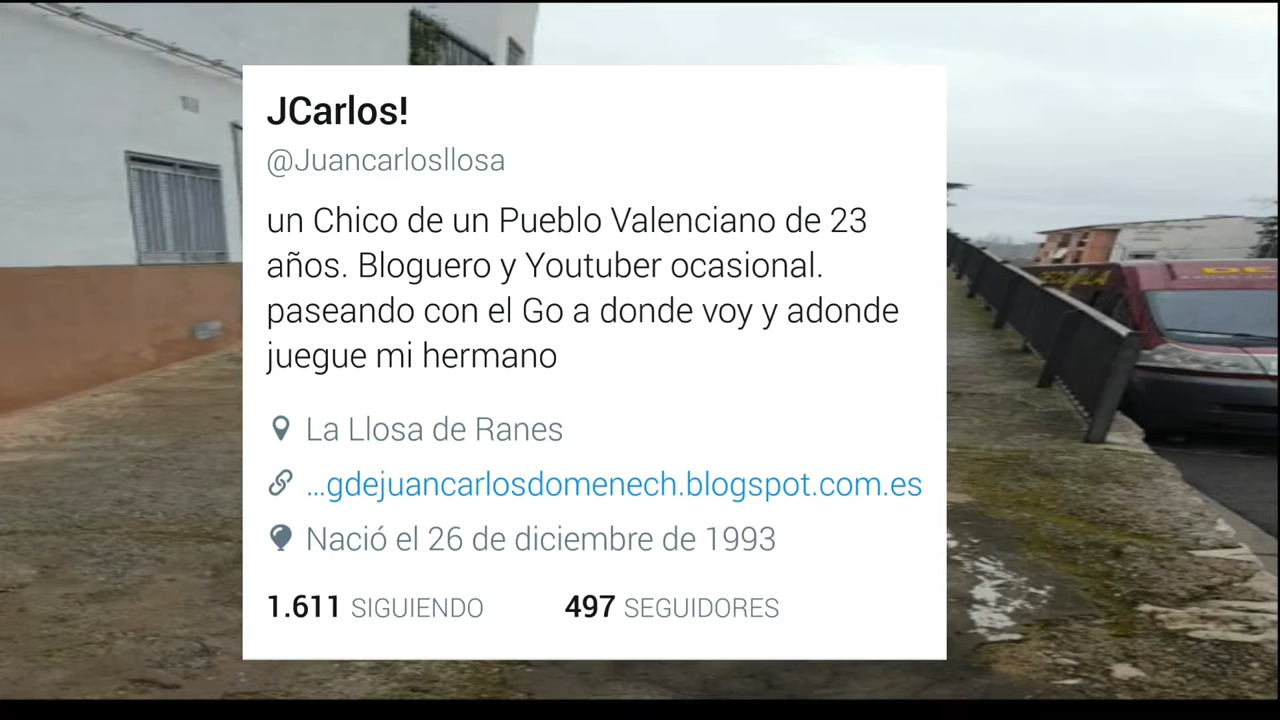 JCarlos!
@Juancarlosllosa
un Chico de un Pueblo Valenciano de 23
años. Bloguero y Youtuber ocasional.
paseando con el Go a donde voy y adonde
juegue mi hermano
La Llosa de Ranes
...gdejuancarlosdomenech.blogspot.com.es
Nació el 26 de diciembre de 1993
1.611 SIGUIENDO 497 SEGUIDORES